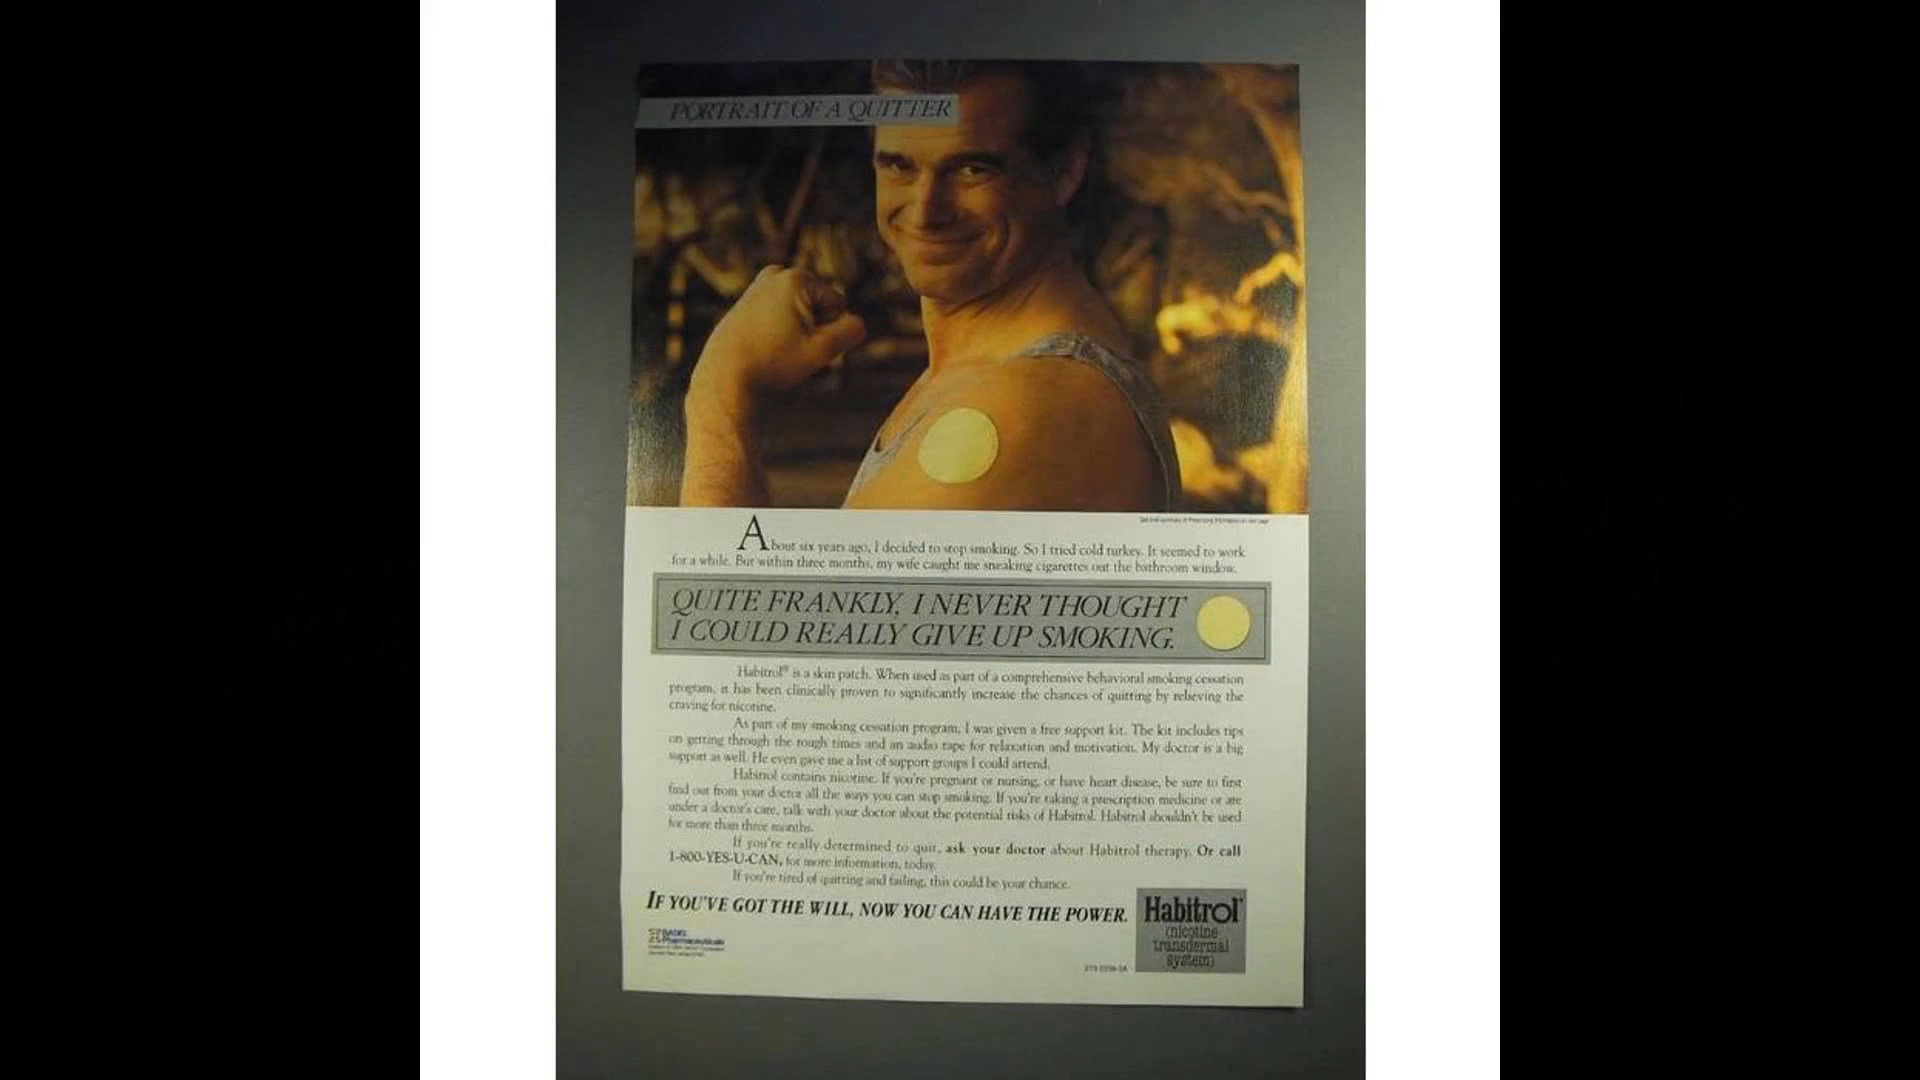 PORTRAIT OF A QUITTER
About six years ago, I decided to stop smoking. So I tried cold turkey. It seemed to work
for a while. But within three months, my wife caught me sneaking cigarettes out the bathroom window.
QUITE FRANKLY, I NEVER THOUGHT
I COULD REALLY GIVE UP SMOKING.
Habitrol® is a skin patch. When used as part of a comprehensive behavioral smoking cessation
program, it has been clinically proven to significantly increase the chances of quitting by relieving the
craving for nicotine.
As part of my smoking cessation program, I was given a free support kit. The kit includes tips
on getting through the rough times and an audio tape for relaxation and motivation. My doctor is a big
support as well. He even gave me a list of support groups I could attend.
Habitrol contains nicotine. If you're pregnant or nursing, or have heart disease, be sure to first
find out from your doctor all the ways you can stop smoking. If you're taking a prescription medicine or are
under a doctor's care, talk with your doctor about the potential risks of Habitrol. Habitrol shouldn't be used
for more than three months.
If you're really determined to quit, ask your doctor about Habitrol therapy. Or call
1-800-YES-U-CAN, for more information, today.
If you're tired of quitting and failing, this could be your chance.
IF YOU'VE GOT THE WILL, NOW YOU CAN HAVE THE POWER.
Habitrol®
(nicotine
transdermal
system)
BASEL
Pharmaceuticals